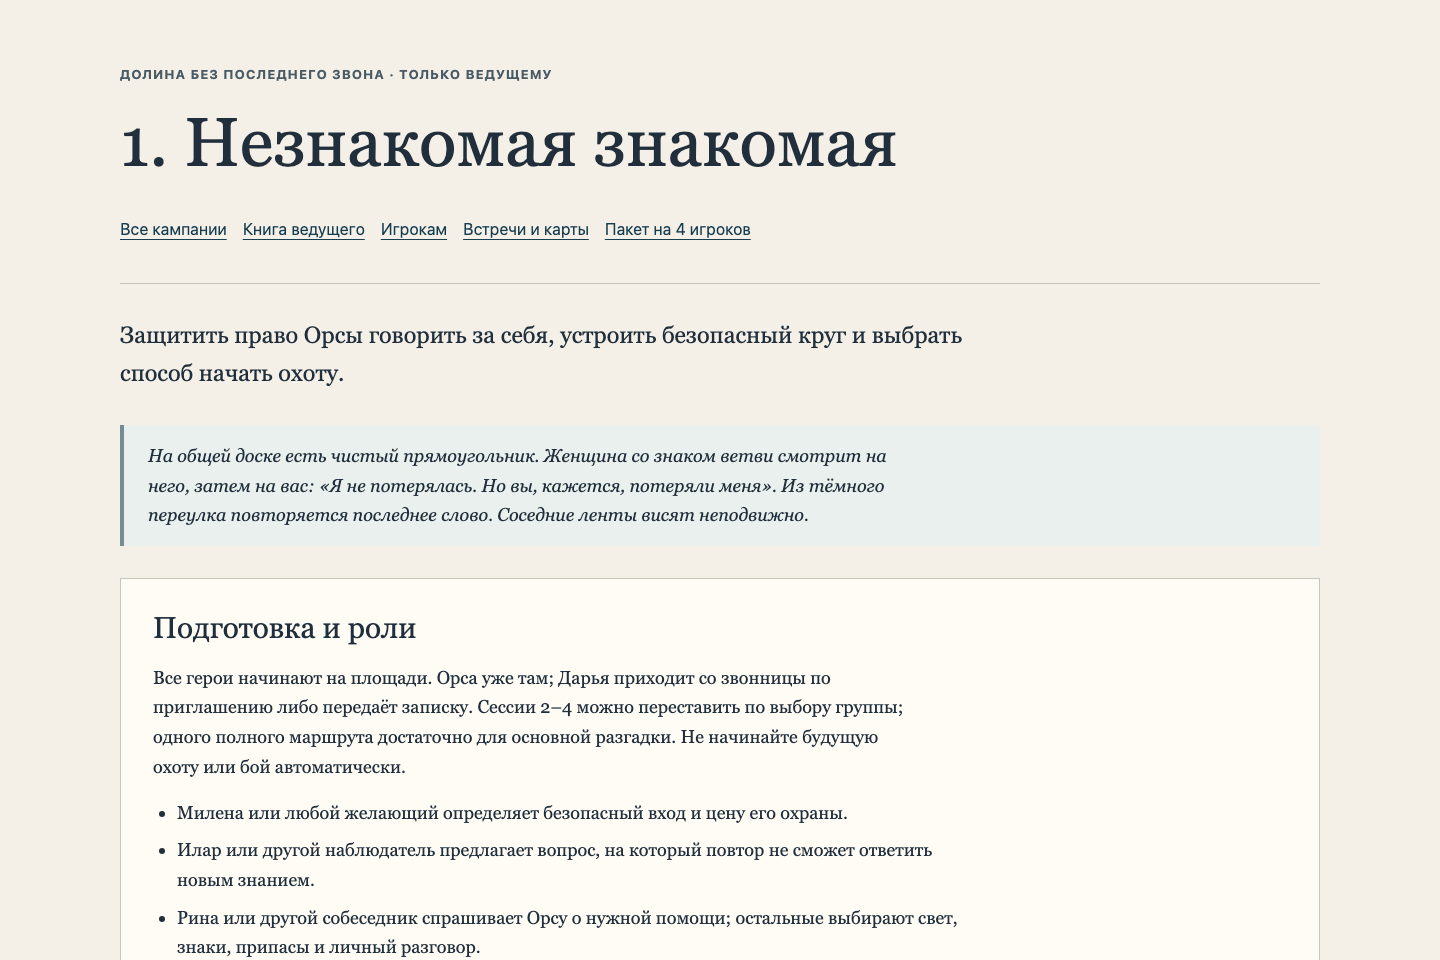 ДОЛИНА БЕЗ ПОСЛЕДНЕГО ЗВОНА · ТОЛЬКО ВЕДУЩЕМУ
1. Незнакомая знакомая
Все кампании Книга ведущего Игрокам Встречи и карты Пакет на 4 игроков
Защитить право Орсы говорить за себя, устроить безопасный круг и выбрать
способ начать охоту.
На общей доске есть чистый прямоугольник. Женщина со знаком ветви смотрит на
него, затем на вас: «Я не потерялась. Но вы, кажется, потеряли меня». Из тёмного
переулка повторяется последнее слово. Соседние ленты висят неподвижно.
Подготовка и роли
Все герои начинают на площади. Орса уже там; Дарья приходит со звонницы по
приглашению либо передаёт записку. Сессии 2–4 можно переставить по выбору группы;
одного полного маршрута достаточно для основной разгадки. Не начинайте будущую
охоту или бой автоматически.
• Милена или любой желающий определяет безопасный вход и цену его охраны.
• Илар или другой наблюдатель предлагает вопрос, на который повтор не сможет ответить
новым знанием.
• Рина или другой собеседник спрашивает Орсу о нужной помощи; остальные выбирают свет,
знаки, припасы и личный разговор.